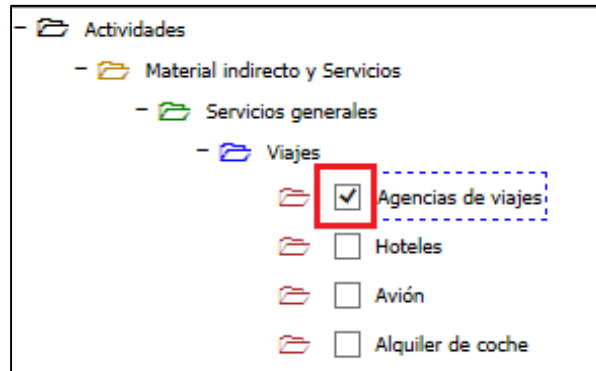 Actividades
Material indirecto y Servicios
Servicios generales
Viajes
Agencias de viajes
Hoteles
Avión
Alquiler de coche